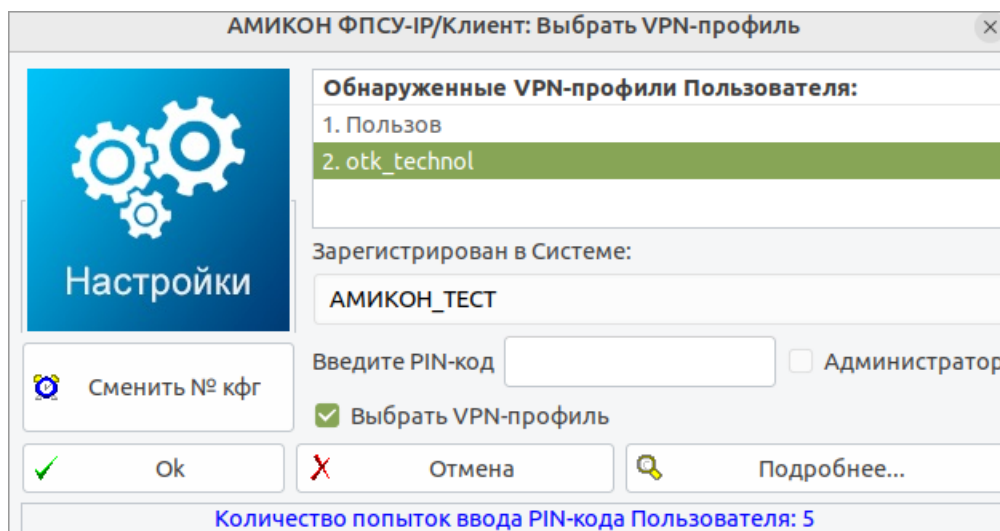 АМИКОН ФПСУ-IP/Клиент: Выбрать VPN-профиль
Настройки
Обнаруженные VPN-профили Пользователя:
1. Пользов
2. otk_technol
Зарегистрирован в Системе:
АМИКОН_ТЕСТ
Введите PIN-код
Администратор
Сменить № кфг
Выбрать VPN-профиль
Ok
Отмена
Подробнее...
Количество попыток ввода PIN-кода Пользователя: 5